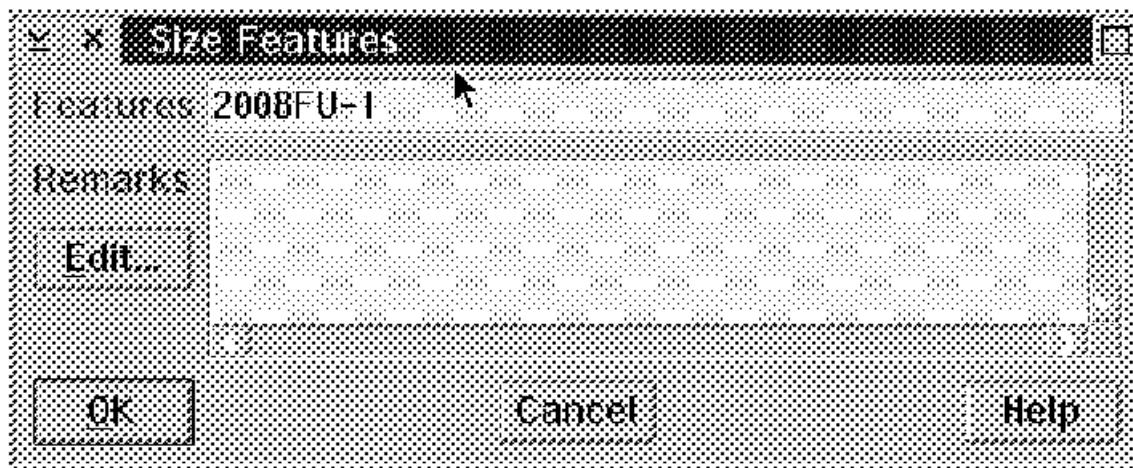 Size Features
Features 2008FU-1
Remarks
Edit...
OK Cancel Help